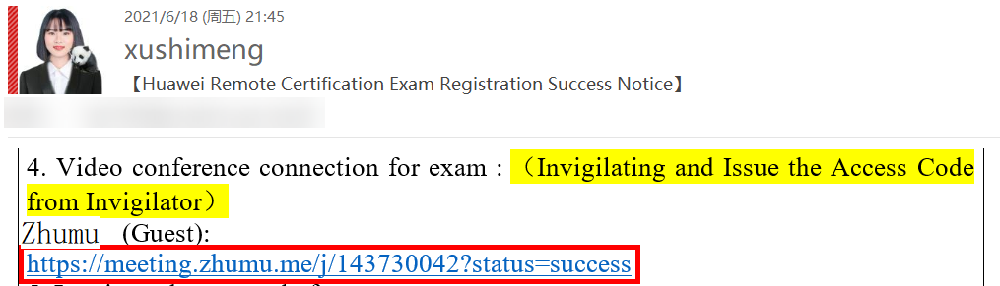 2021/6/18 (周五) 21:45
xushimeng
【Huawei Remote Certification Exam Registration Success Notice】
4. Video conference connection for exam :（Invigilating and Issue the Access Code
from Invigilator）
Zhumu (Guest):
https://meeting.zhumu.me/j/143730042?status=success